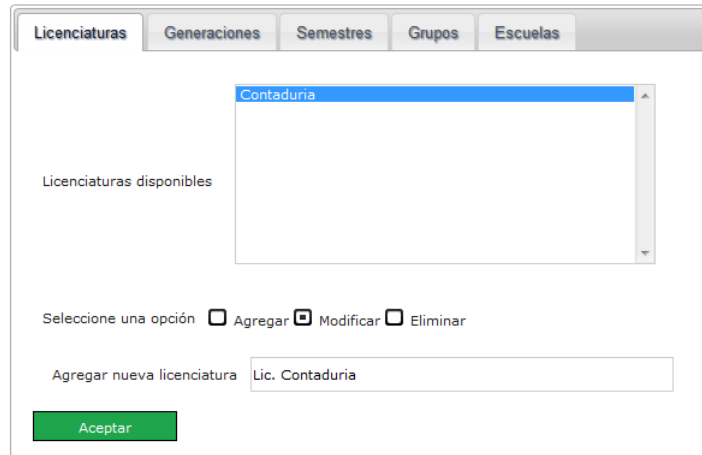 Licenciaturas Generaciones Semestres Grupos Escuelas
Contaduria
Licenciaturas disponibles
Seleccione una opción Agregar Modificar Eliminar
Agregar nueva licenciatura Lic. Contaduria
Aceptar